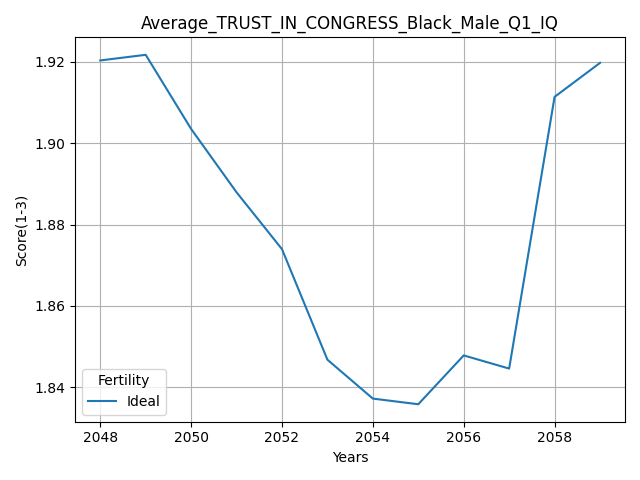 Average_TRUST_IN_CONGRESS_Black_Male_Q1_IQ
1.92
1.90
1.88
1.86
1.84
Score(1-3)
Fertility
Ideal
2048 2050 2052 2054 2056 2058
Years